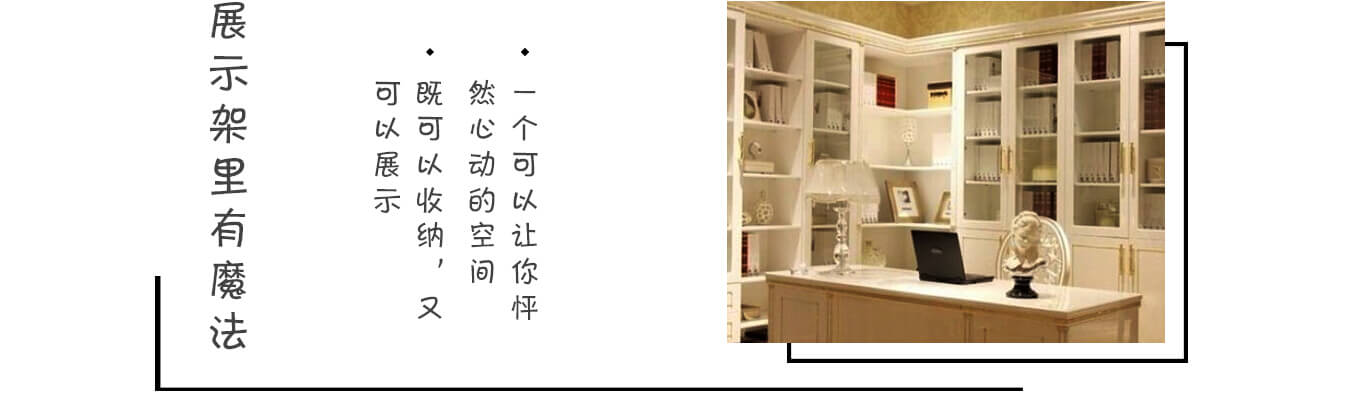 展示架里有魔法
一个可以让你怦
然心动的空间
既可以收纳，又
可以展示